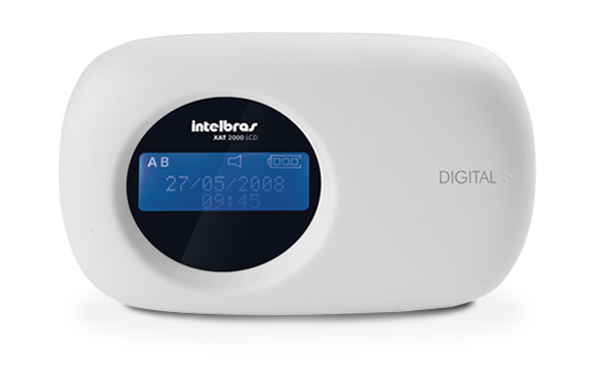 intelbras
XAT 2000 LCD
A B
27/05/2008
09:45
DIGITAL